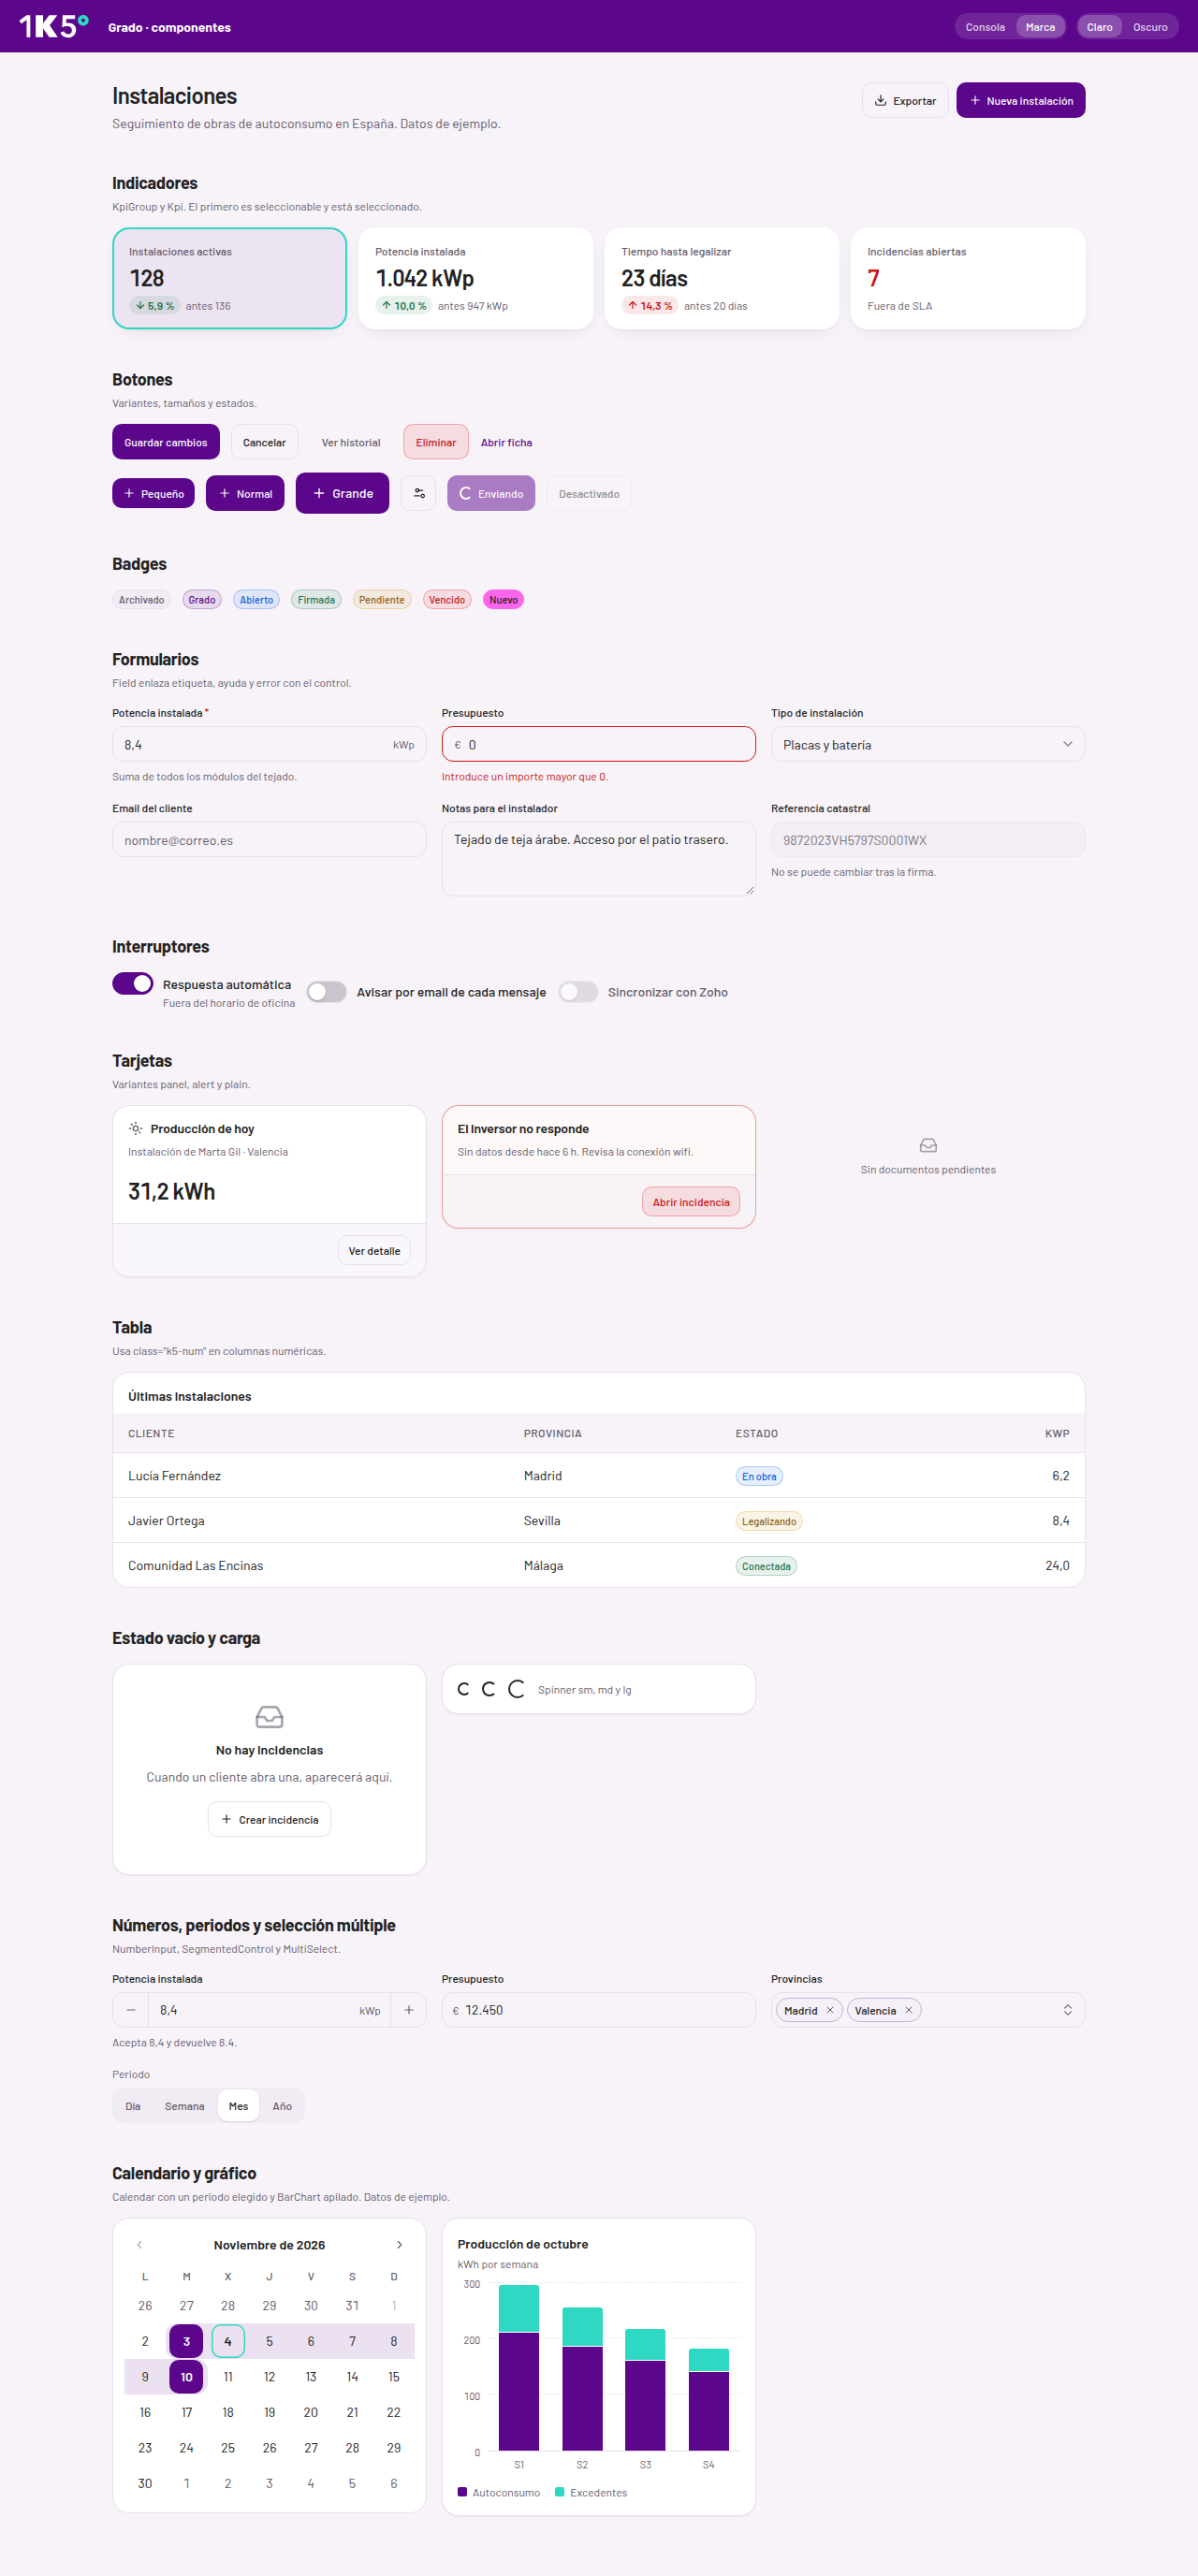 1K5°
Grado · componentes
Consola Marca Claro Oscuro
Instalaciones
Seguimiento de obras de autoconsumo en España. Datos de ejemplo.
Exportar
Nueva instalación
Indicadores
KpiGroup y Kpi. El primero es seleccionable y está seleccionado.
Instalaciones activas
128
↓ 5,9 % antes 136
Potencia instalada
1.042 kWp
↑ 10,0 % antes 947 kWp
Tiempo hasta legalizar
23 días
↑ 14,3 % antes 20 días
Incidencias abiertas
7
Fuera de SLA
Botones
Variantes, tamaños y estados.
Guardar cambios Cancelar Ver historial Eliminar Abrir ficha
+ Pequeño + Normal + Grande Enviando Desactivado
Badges
Archivado Grado Abierto Firmada Pendiente Vencido Nuevo
Formularios
Field enlaza etiqueta, ayuda y error con el control.
Potencia instalada *
8,4 kWp
Suma de todos los módulos del tejado.
Presupuesto
€ 0
Introduce un importe mayor que 0.
Tipo de instalación
Placas y batería
Email del cliente
nombre@correo.es
Notas para el instalador
Tejado de teja árabe. Acceso por el patio trasero.
Referencia catastral
9872023VH5797S0001WX
No se puede cambiar tras la firma.
Interruptores
Respuesta automática
Fuera del horario de oficina
Avisar por email de cada mensaje
Sincronizar con Zoho
Tarjetas
Variantes panel, alert y plain.
Producción de hoy
Instalación de Marta Gil · Valencia
31,2 kWh
Ver detalle
El inversor no responde
Sin datos desde hace 6 h. Revisa la conexión wifi.
Abrir incidencia
Sin documentos pendientes
Tabla
Usa class="k5-num" en columnas numéricas.
Últimas instalaciones
CLIENTE PROVINCIA ESTADO KWP
Lucía Fernández Madrid En obra 6,2
Javier Ortega Sevilla Legalizando 8,4
Comunidad Las Encinas Málaga Conectada 24,0
Estado vacío y carga
No hay incidencias
Cuando un cliente abra una, aparecerá aquí.
+ Crear incidencia
Spinner sm, md y lg
Números, periodos y selección múltiple
NumberInput, SegmentedControl y MultiSelect.
Potencia instalada
− 8,4 kWp +
Acepta 8,4 y devuelve 8.4.
Presupuesto
€ 12.450
Provincias
Madrid × Valencia ×
Periodo
Día Semana Mes Año
Calendario y gráfico
Calendar con un periodo elegido y BarChart apilado. Datos de ejemplo.
Noviembre de 2026
L M X J V S D
26 27 28 29 30 31 1
2 3 4 5 6 7 8
9 10 11 12 13 14 15
16 17 18 19 20 21 22
23 24 25 26 27 28 29
30 1 2 3 4 5 6
Producción de octubre
kWh por semana
300
200
100
0
S1 S2 S3 S4
Autoconsumo Excedentes